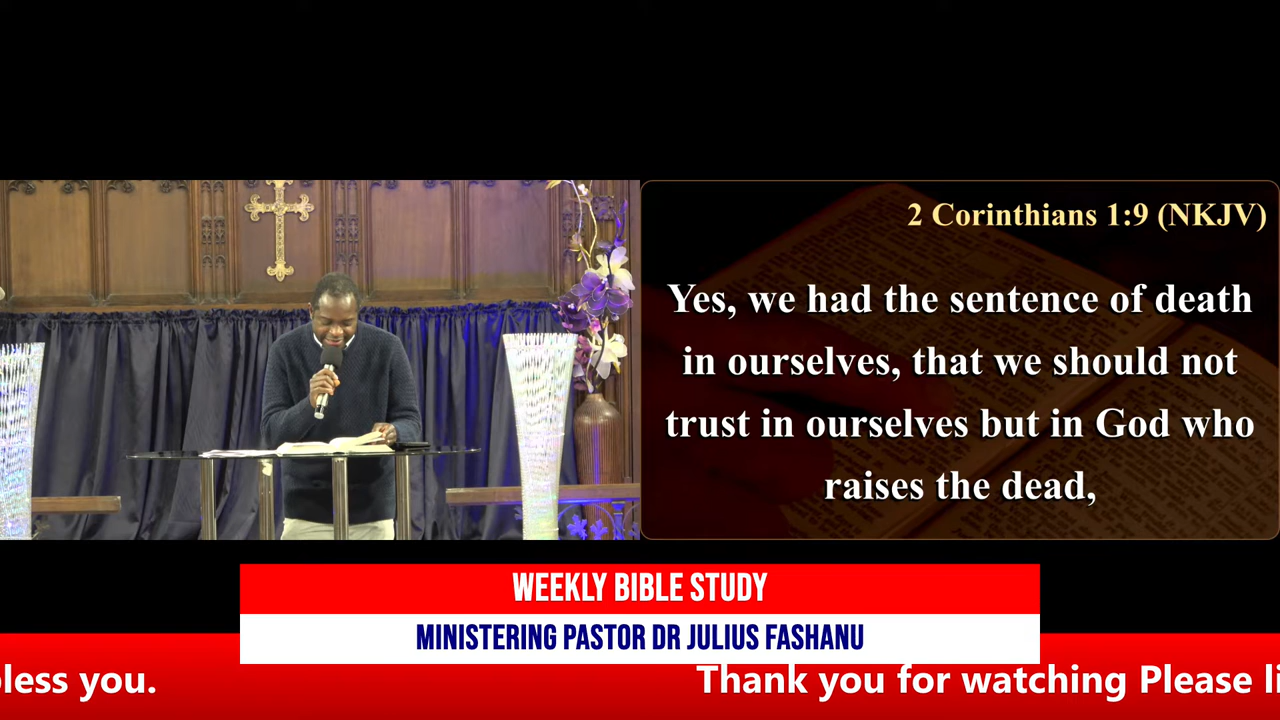 2 Corinthians 1:9 (NKJV)
Yes, we had the sentence of death
in ourselves, that we should not
trust in ourselves but in God who
raises the dead,
WEEKLY BIBLE STUDY
MINISTERING PASTOR DR JULIUS FASHANU
less you. Thank you for watching Please li